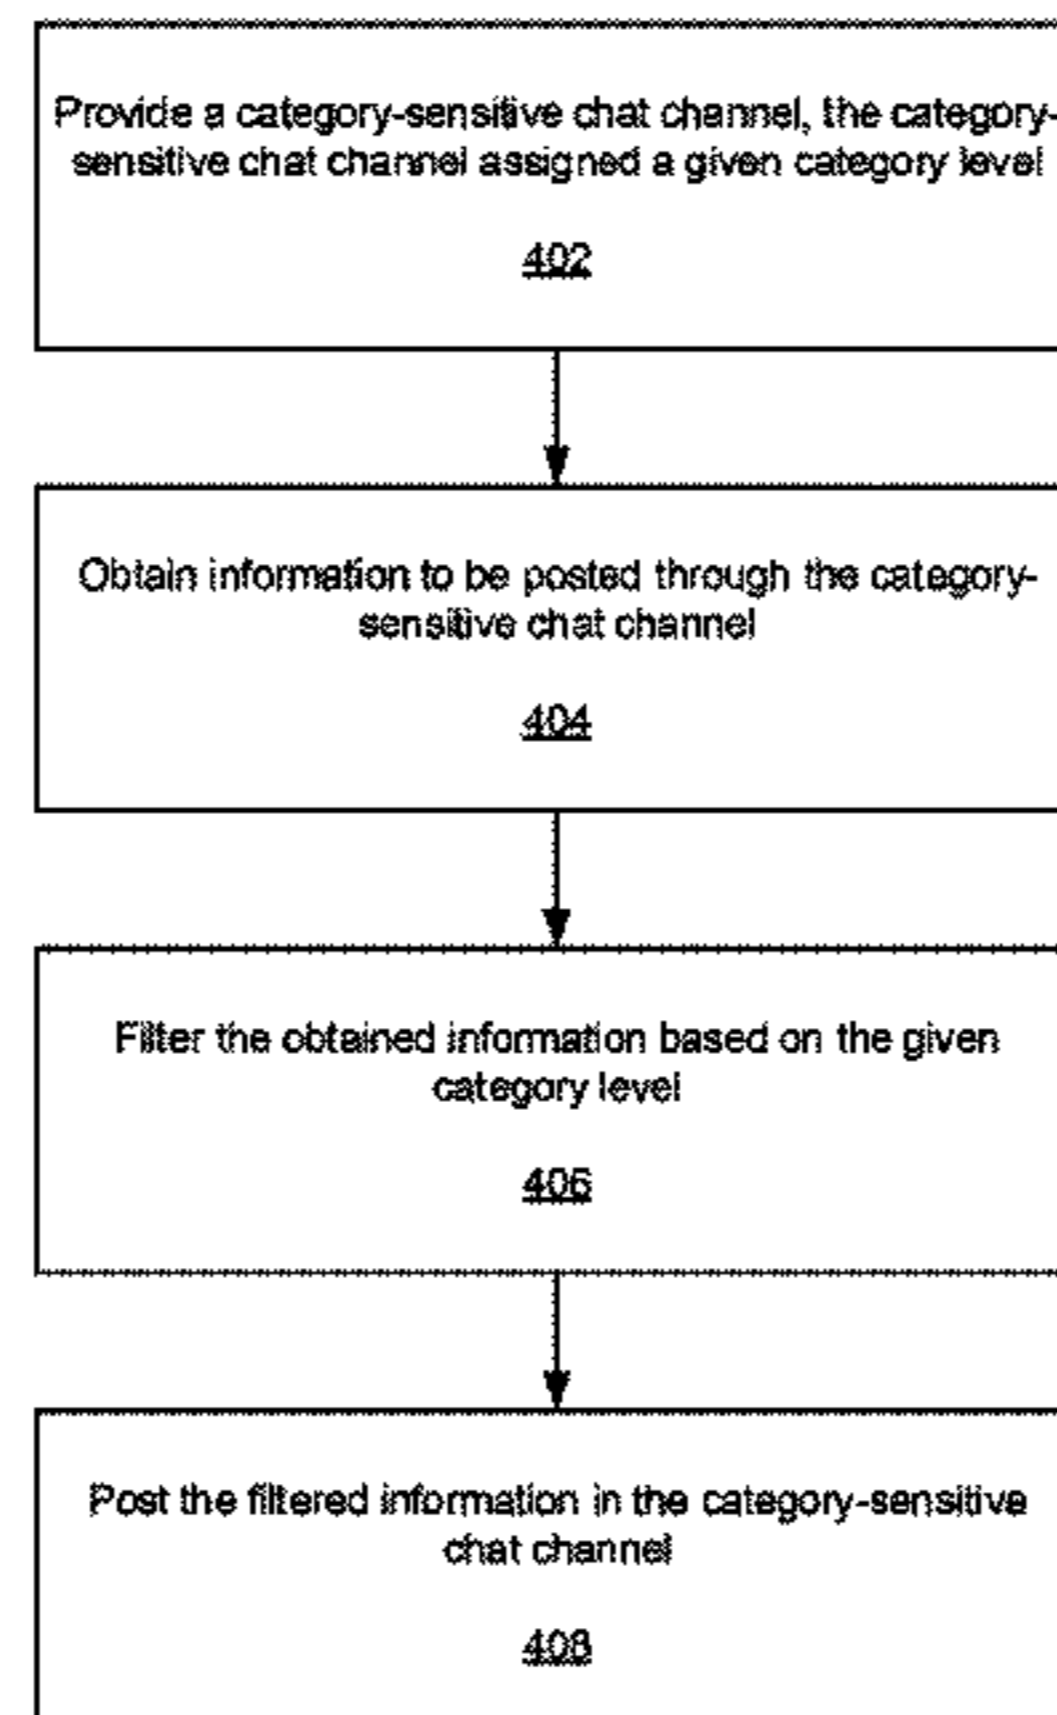 Provide a category-sensitive chat channel, the category-
sensitive chat channel assigned a given category level
402
Obtain information to be posted through the category-
sensitive chat channel
404
Filter the obtained information based on the given
category level
406
Post the filtered information in the category-sensitive
chat channel
408